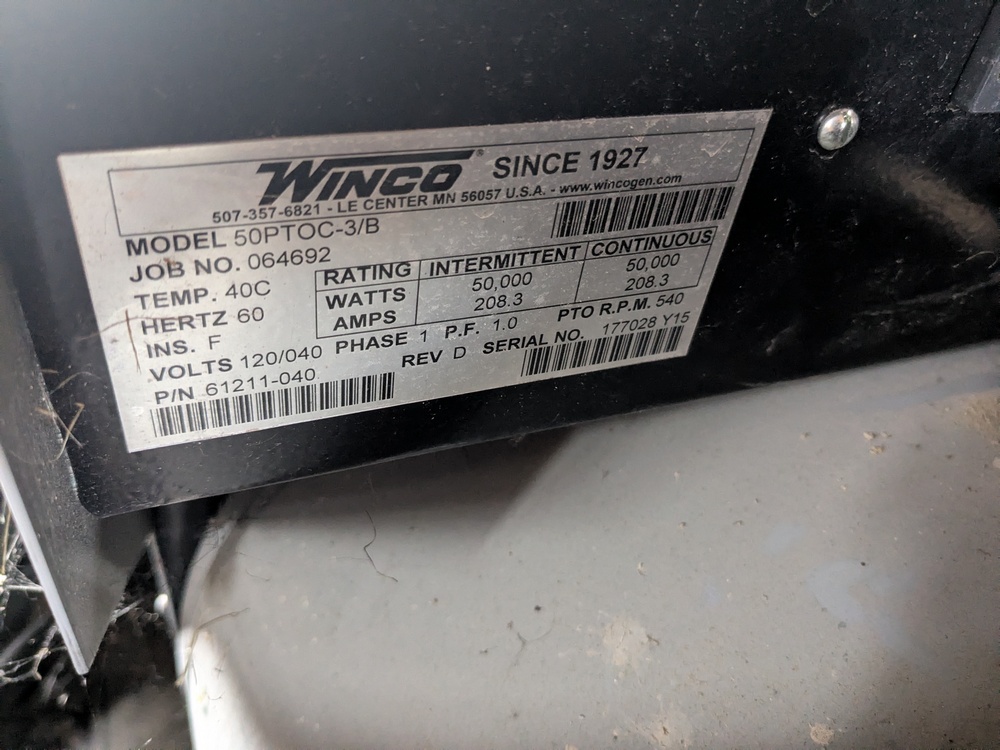 WINCO® SINCE 1927
507-357-6821 - LE CENTER MN 56057 U.S.A. - www.wincogen.com
MODEL 50PTOC-3/B
JOB NO. 064692
TEMP. 40C
HERTZ 60
INS. F
RATING INTERMITTENT CONTINUOUS
WATTS 50,000 50,000
AMPS 208.3 208.3
VOLTS 120/040 PHASE 1 P.F. 1.0 PTO R.P.M. 540
P/N 61211-040 REV D SERIAL NO. 177028 Y15